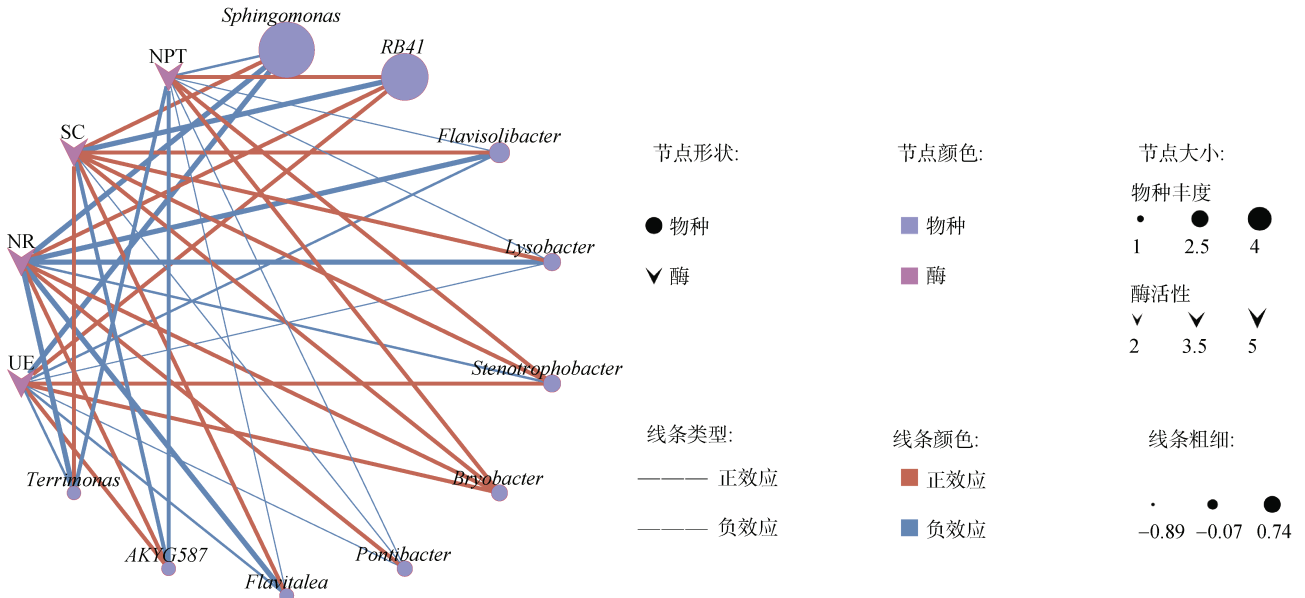 Sphingomonas
RB41
NPT
SC
Flavisolibacter
NR
Lysobacter
UE
Stenotrophobacter
Terrimonas
Bryobacter
AKYG587
Pontibacter
Flavitalea
节点形状:
物种
酶
节点颜色:
物种
酶
节点大小:
物种丰度
1 2.5 4
酶活性
2 3.5 5
线条类型:
正效应
负效应
线条颜色:
正效应
负效应
线条粗细:
−0.89 −0.07 0.74